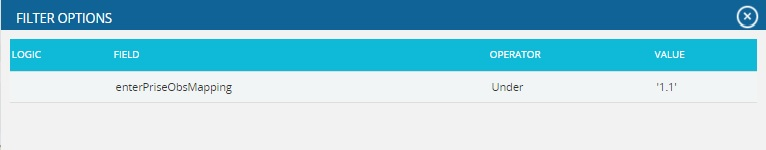 FILTER OPTIONS
LOGIC FIELD OPERATOR VALUE
enterPriseObsMapping Under '1.1'